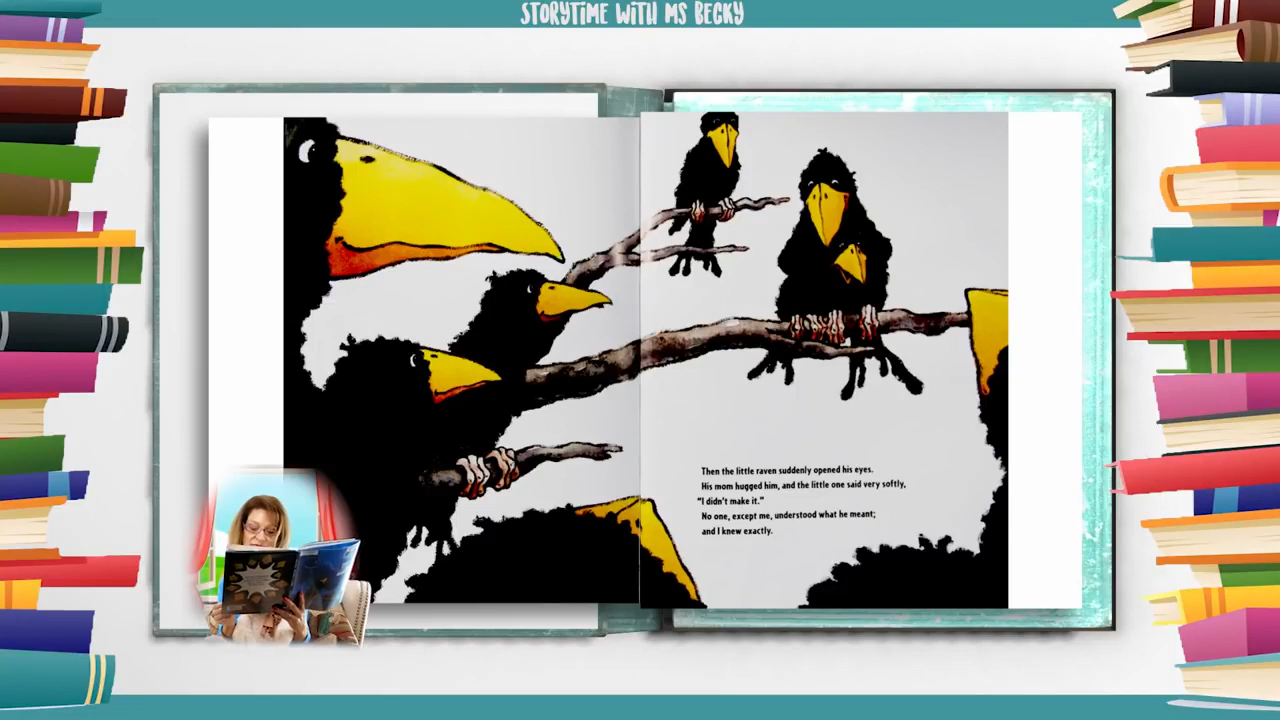 STORYTIME WITH MS BECKY
Then the little raven suddenly opened his eyes.
His mom hugged him, and the little one said very softly,
"I didn't make it."
No one, except me, understood what he meant;
and I knew exactly.